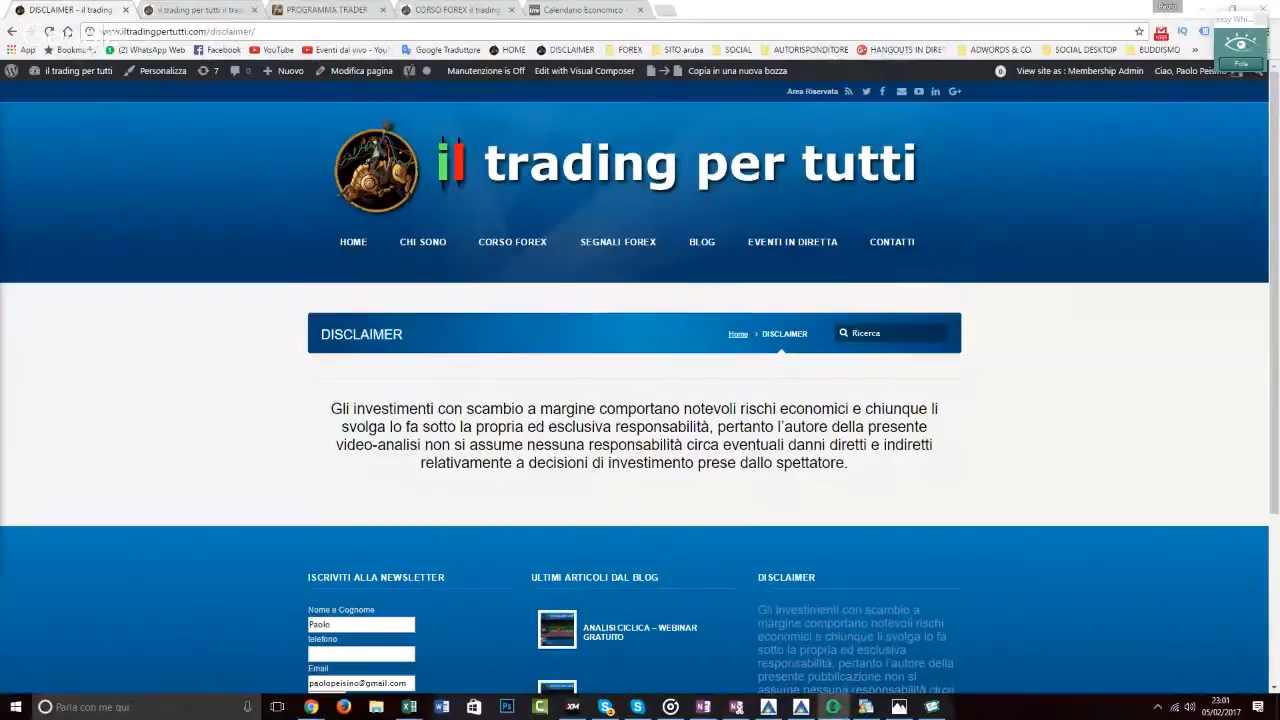 DISCLAIMER - il trading
il trading per tutti
PROGRAMMA TRADER
CORSO FOREX il trading
Calendario Economico -
www.iltradingpertutti.com/disclaimer/
App Bookmark (2) WhatsApp Web Facebook YouTube Eventi dal vivo - You Google Translate HOME DISCLAIMER FOREX SITO aruba SOCIAL AUTORISPONDITORE HANGOUTS IN DIRET ADWORDS & CO. SOCIAL DESKTOP BUDDISMO
il trading per tutti Personalizza 7 0 Nuovo Modifica pagina Manutenzione is Off Edit with Visual Composer Copia in una nuova bozza 0 View site as : Membership Admin Ciao, Paolo
Area Riservata
il trading per tutti
HOME CHI SONO CORSO FOREX SEGNALI FOREX BLOG EVENTI IN DIRETTA CONTATTI
DISCLAIMER Home > DISCLAIMER Ricerca
Gli investimenti con scambio a margine comportano notevoli rischi economici e chiunque li
svolga lo fa sotto la propria ed esclusiva responsabilità, pertanto l'autore della presente
video-analisi non si assume nessuna responsabilità circa eventuali danni diretti e indiretti
relativamente a decisioni di investimento prese dallo spettatore.
ISCRIVITI ALLA NEWSLETTER
Nome e Cognome
Paolo
telefono
Email
paolopeisino@gmail.com
ULTIMI ARTICOLI DAL BLOG
ANALISI CICLICA – WEBINAR
GRATUITO
DISCLAIMER
Gli investimenti con scambio a
margine comportano notevoli rischi
economici e chiunque li svolga lo fa
sotto la propria ed esclusiva
responsabilità, pertanto l'autore della
presente pubblicazione non si
assume nessuna responsabilità circa
23:01
05/02/2017